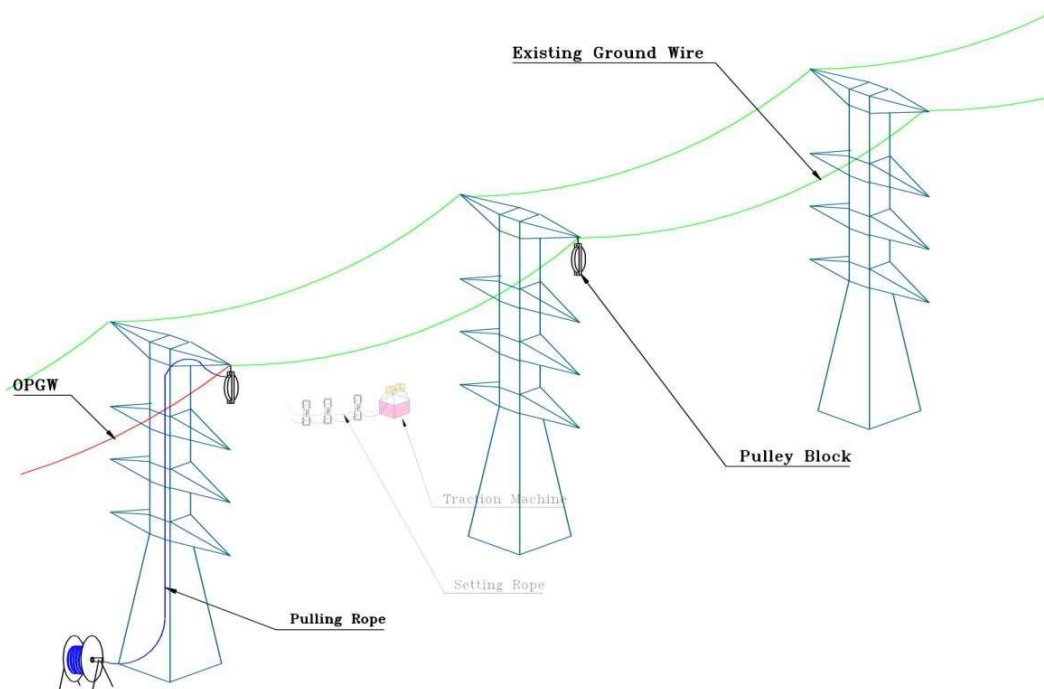 Existing Ground Wire
OPGW
Pulley Block
Traction Machine
Setting Rope
Pulling Rope